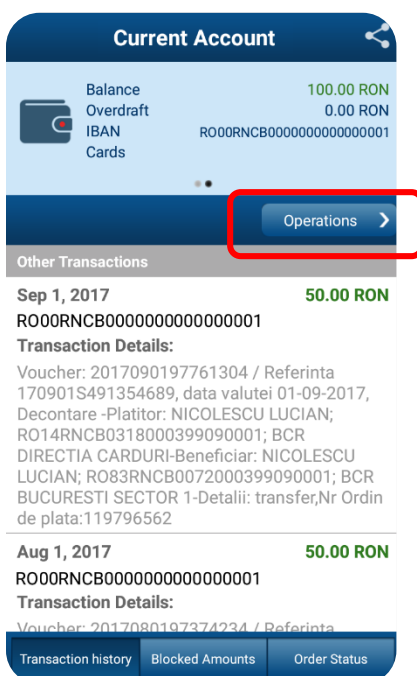 Current Account
Balance 100.00 RON
Overdraft 0.00 RON
IBAN RO00RNCB0000000000000001
Cards
Operations
Other Transactions
Sep 1, 2017 50.00 RON
RO00RNCB0000000000000001
Transaction Details:
Voucher: 2017090197761304 / Referinta
170901S491354689, data valutei 01-09-2017,
Decontare -Platitor: NICOLESCU LUCIAN;
RO14RNCB0318000399090001; BCR
DIRECTIA CARDURI-Beneficiar: NICOLESCU
LUCIAN; RO83RNCB0072000399090001; BCR
BUCURESTI SECTOR 1-Detalii: transfer,Nr Ordin
de plata:119796562
Aug 1, 2017 50.00 RON
RO00RNCB0000000000000001
Transaction Details:
Voucher: 2017080197374234 / Referinta
Transaction history Blocked Amounts Order Status